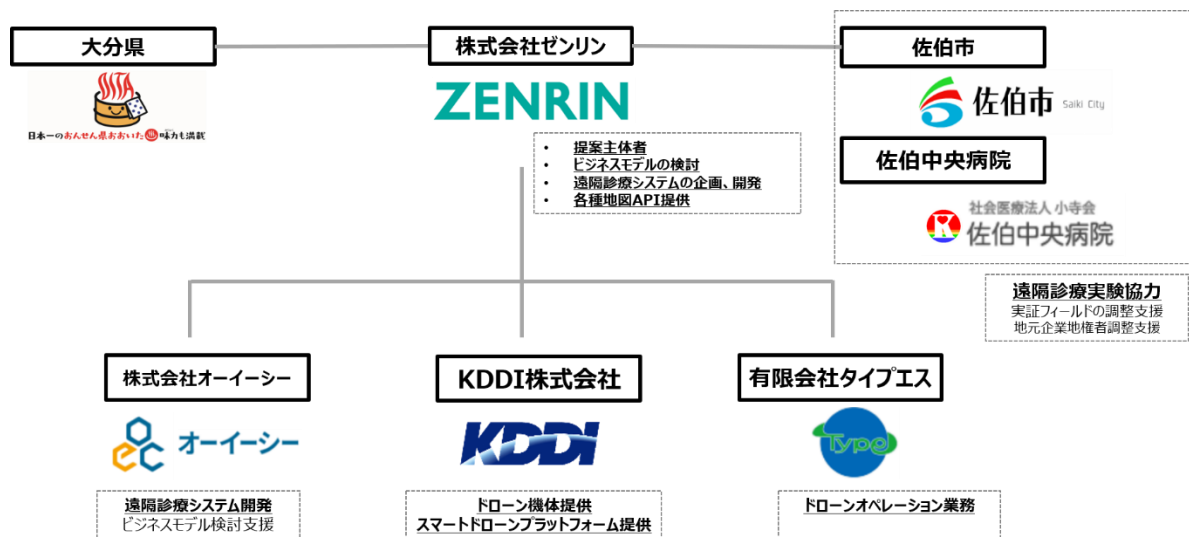 大分県
OITA
日本一のおんせん県おおいた♨味力も満載
株式会社ゼンリン
ZENRIN
・ 提案主体者
・ ビジネスモデルの検討
・ 遠隔診療システムの企画、開発
・ 各種地図API提供
佐伯市
佐伯市 Saiki City
佐伯中央病院
社会医療法人 小寺会
佐伯中央病院
遠隔診療実験協力
実証フィールドの調整支援
地元企業地権者調整支援
株式会社オーイーシー
oec オーイーシー
遠隔診療システム開発
ビジネスモデル検討支援
KDDI株式会社
KDDI
ドローン機体提供
スマートドローンプラットフォーム提供
有限会社タイプエス
TypeS
ドローンオペレーション業務